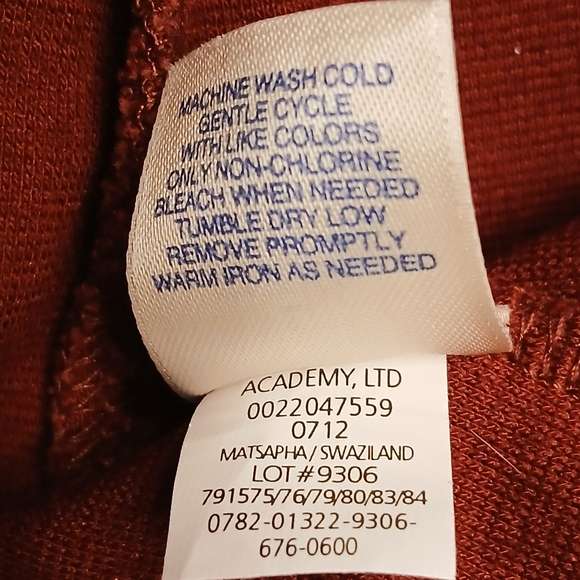 MACHINE WASH COLD
GENTLE CYCLE
WITH LIKE COLORS
ONLY NON-CHLORINE
BLEACH WHEN NEEDED
TUMBLE DRY LOW
REMOVE PROMPTLY
WARM IRON AS NEEDED
ACADEMY, LTD
0022047559
0712
MATSAPHA / SWAZILAND
LOT#9306
791575/76/79/80/83/84
0782-01322-9306-
676-0600